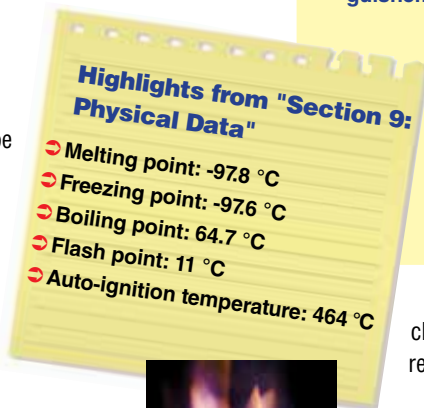 Highlights from "Section 9:
Physical Data"
➲ Melting point: -97.8 °C
➲ Freezing point: -97.6 °C
➲ Boiling point: 64.7 °C
➲ Flash point: 11 °C
➲ Auto-ignition temperature: 464 °C